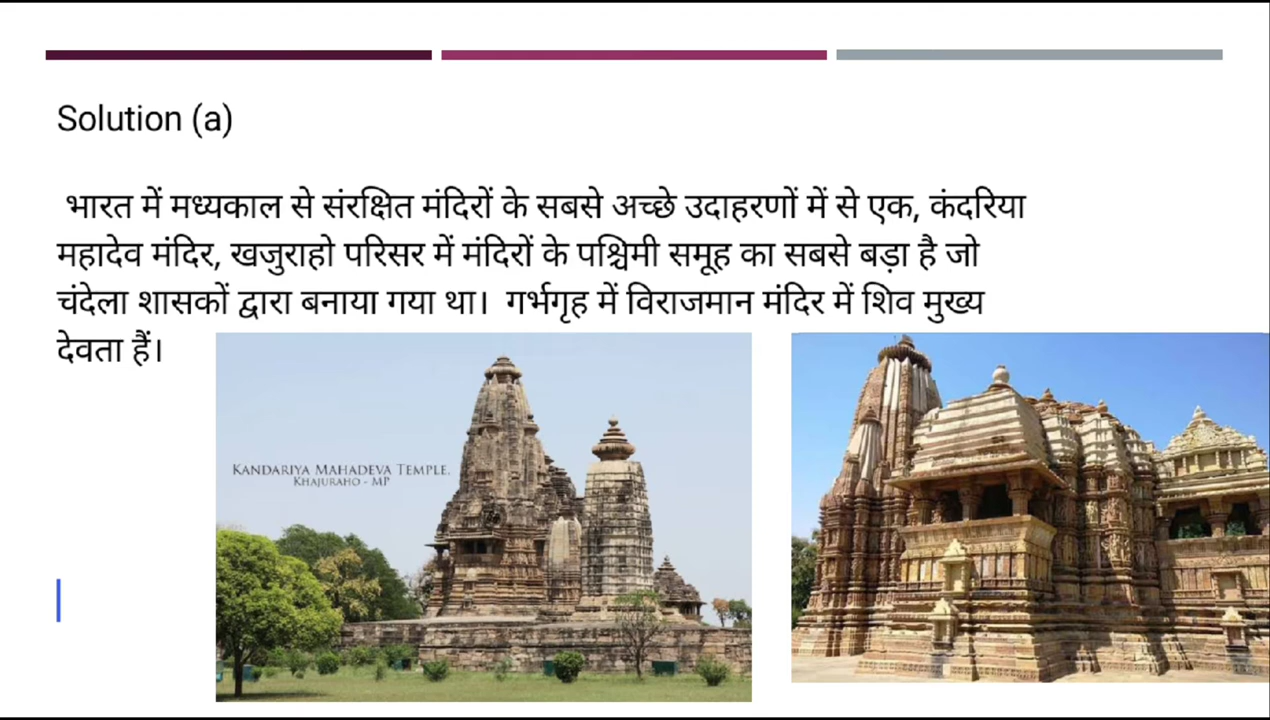 Solution (a)
भारत में मध्यकाल से संरक्षित मंदिरों के सबसे अच्छे उदाहरणों में से एक, कंदरिया
महादेव मंदिर, खजुराहो परिसर में मंदिरों के पश्चिमी समूह का सबसे बड़ा है जो
चंदेला शासकों द्वारा बनाया गया था। गर्भगृह में विराजमान मंदिर में शिव मुख्य
देवता हैं।
KANDARIYA MAHADEVA TEMPLE.
KHAJURAHO - MP